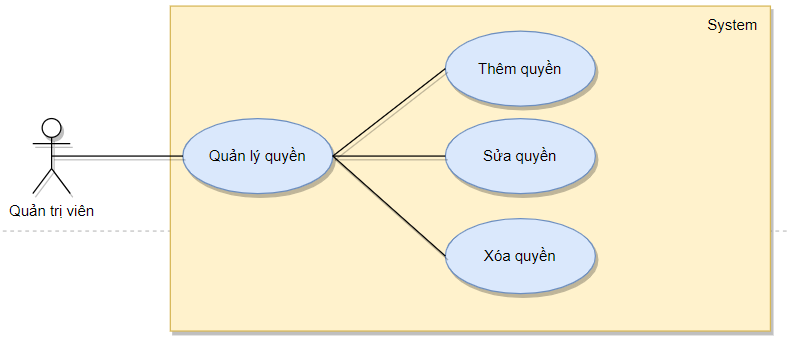 System
Thêm quyền
Quản lý quyền
Sửa quyền
Quản trị viên
Xóa quyền